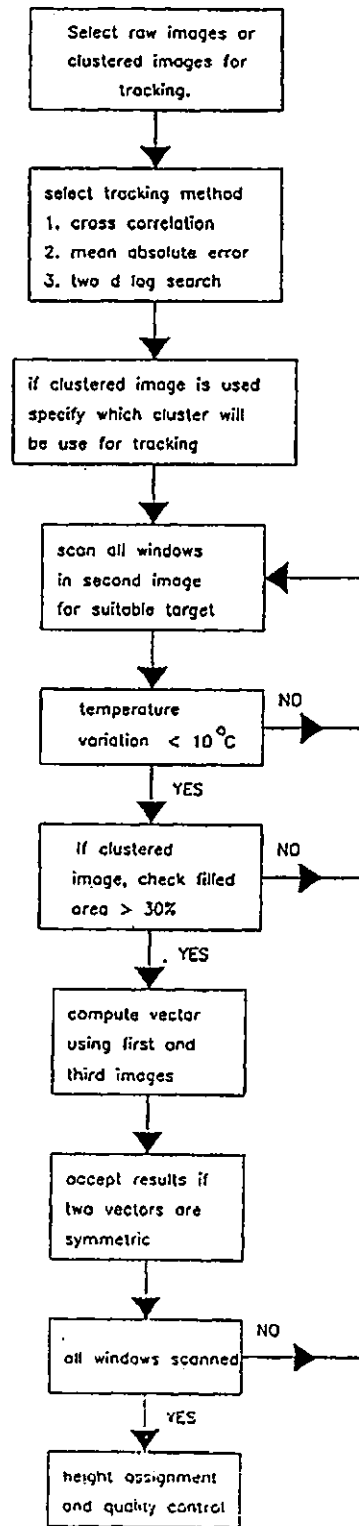 Select raw images or
clustered images for
tracking.
select tracking method
1. cross correlation
2. mean absolute error
3. two d log search
if clustered image is used
specify which cluster will
be use for tracking
scan all windows
in second image
for suitable target
temperature
variation < 10°C
NO
YES
if clustered
image, check filled
area > 30%
NO
YES
compute vector
using first and
third images
accept results if
two vectors are
symmetric
all windows scanned
NO
YES
height assignment
and quality control